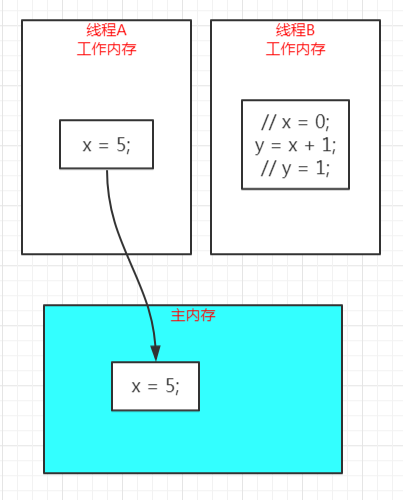 线程A
工作内存
x = 5;
线程B
工作内存
// x = 0;
y = x + 1;
// y = 1;
主内存
x = 5;